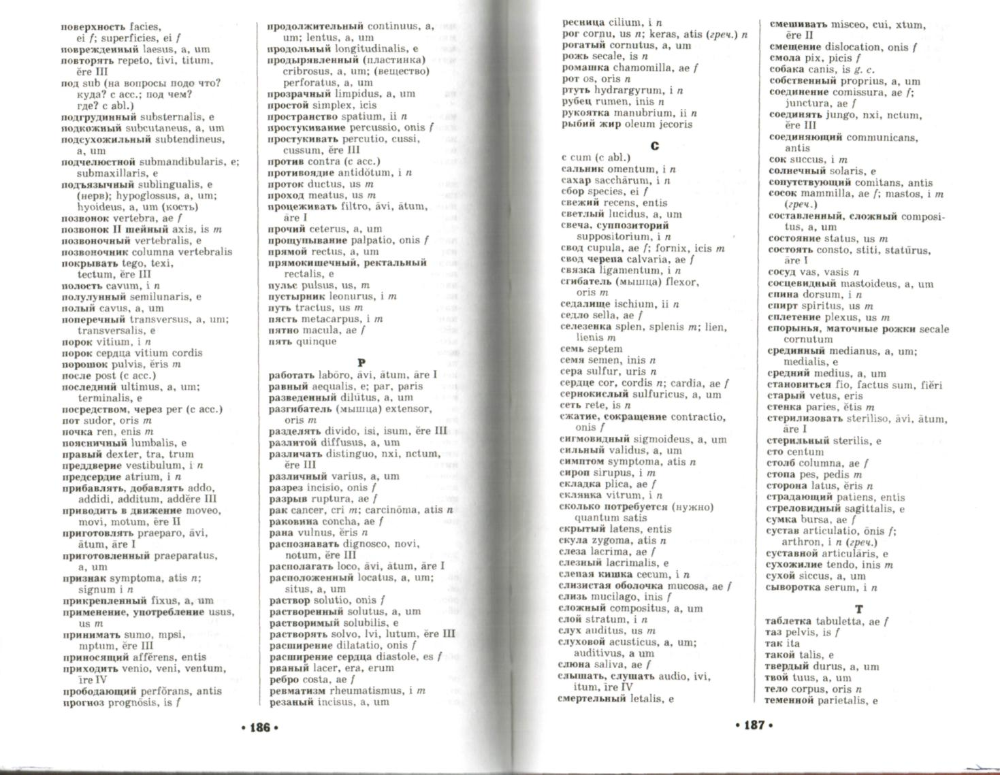 поверхность facies,
ei f; superficies, ei f
поврежденный laesus, a, um
повторять repeto, tivi, titum,
ĕre III
под sub (на вопросы подо что?
куда? с acc.; под чем?
где? с abl.)
подгрудинный substernalis, e
подкожный subcutaneus, a, um
подсухожильный subtendineus,
a, um
подчелюстной submandibularis, e;
submaxillaris, e
подъязычный sublingualis, e
(нерв); hypoglossus, a, um;
hyoideus, a, um (кость)
позвонок vertebra, ae f
позвонок II шейный axis, is m
позвоночный vertebralis, e
позвоночник columna vertebralis
покрывать tego, texi,
tectum, ĕre III
полость cavum, i n
полулунный semilunaris, e
полый cavus, a, um
поперечный transversus, a, um;
transversalis, e
порок vitium, i n
порок сердца vitium cordis
порошок pulvis, ĕris m
после post (с acc.)
последний ultimus, a, um;
terminalis, e
посредством, через per (с acc.)
пот sudor, oris m
почка ren, enis m
поясничный lumbalis, e
правый dexter, tra, trum
преддверие vestibulum, i n
предсердие atrium, i n
прибавлять, добавлять addo,
addidi, additum, addĕre III
приводить в движение moveo,
movi, motum, ēre II
приготовлять praeparo, āvi,
ātum, āre I
приготовленный praeparatus,
a, um
признак symptoma, atis n;
signum i n
прикрепленный fixus, a, um
применение, употребление usus,
us m
принимать sumo, mpsi,
mptum, ĕre III
приносящий affĕrens, entis
приходить venio, veni, ventum,
īre IV
прободающий perfŏrans, antis
прогноз prognōsis, is f
продолжительный continuus, a,
um; lentus, a, um
продольный longitudinalis, e
продырявленный (пластинка)
cribrosus, a, um; (вещество)
perforatus, a, um
прозрачный limpidus, a, um
простой simplex, icis
пространство spatium, ii n
простукивание percussio, onis f
простукивать percutio, cussi,
cussum, ĕre III
против contra (с acc.)
противоядие antidŏtum, i n
проток ductus, us m
проход meatus, us m
процеживать filtro, āvi, ātum,
āre I
прочий ceterus, a, um
прощупывание palpatio, onis f
прямой rectus, a, um
прямокишечный, ректальный
rectalis, e
пульс pulsus, us, m
пустырник leonurus, i m
путь tractus, us m
пясть metacarpus, i m
пятно macula, ae f
пять quinque
Р
работать labōro, āvi, ātum, āre I
равный aequalis, e; par, paris
разведенный dilūtus, a, um
разгибатель (мышца) extensor,
oris m
разделять divido, isi, isum, ĕre III
разлитой diffusus, a, um
различать distinguo, nxi, nctum,
ĕre III
различный varius, a, um
разрез incisio, onis f
разрыв ruptura, ae f
рак cancer, cri m; carcinōma, atis n
раковина concha, ae f
рана vulnus, ĕris n
распознавать dignosco, novi,
notum, ĕre III
располагать loco, āvi, ātum, āre I
расположенный locatus, a, um;
situs, a, um
раствор solutio, onis f
растворенный solutus, a, um
растворимый solubilis, e
растворять solvo, lvi, lutum, ĕre III
расширение dilatatio, onis f
расширение сердца diastole, es f
рваный lacer, era, erum
ребро costa, ae f
ревматизм rheumatismus, i m
резаный incisus, a, um
• 186 •
ресница cilium, i n
рог cornu, us n; keras, atis (греч.) n
рогатый cornutus, a, um
рожь secale, is n
ромашка chamomilla, ae f
рот os, oris n
ртуть hydrargyrum, i n
рубец rumen, inis n
рукоятка manubrium, ii n
рыбий жир oleum jecoris
С
с cum (с abl.)
сальник omentum, i n
сахар sacchărum, i n
сбор species, ei f
свежий recens, entis
светлый lucidus, a, um
свеча, суппозиторий
suppositorium, i n
свод cupula, ae f; fornix, icis m
свод черепа calvaria, ae f
связка ligamentum, i n
сгибатель (мышца) flexor,
oris m
седалище ischium, ii n
седло sella, ae f
селезенка splen, splenis m; lien,
lienis m
семь septem
семя semen, inis n
сера sulfur, uris n
сердце cor, cordis n; cardia, ae f
сернокислый sulfuricus, a, um
сеть rete, is n
сжатие, сокращение contractio,
onis f
сигмовидный sigmoideus, a, um
сильный validus, a, um
симптом symptoma, atis n
сироп sirupus, i m
складка plica, ae f
склянка vitrum, i n
сколько потребуется (нужно)
quantum satis
скрытый latens, entis
скула zygoma, atis n
слеза lacrima, ae f
слезный lacrimalis, e
слепая кишка cecum, i n
слизистая оболочка mucosa, ae f
слизь mucilago, inis f
сложный compositus, a, um
слой stratum, i n
слух auditus, us m
слуховой acusticus, a, um;
auditivus, a um
слюна saliva, ae f
слышать, слушать audio, ivi,
itum, īre IV
смертельный letalis, e
смешивать misceo, cui, xtum,
ēre II
смещение dislocation, onis f
смола pix, picis f
собака canis, is g. c.
собственный proprius, a, um
соединение comissura, ae f;
junctura, ae f
соединять jungo, nxi, nctum,
ĕre III
соединяющий communicans,
antis
сок succus, i m
солнечный solaris, e
сопутствующий comitans, antis
сосок mammilla, ae f; mastos, i m
(греч.)
составленный, сложный composi-
tus, a, um
состояние status, us m
состоять consto, stiti, statūrus,
āre I
сосуд vas, vasis n
сосцевидный mastoideus, a, um
спина dorsum, i n
спирт spiritus, us m
сплетение plexus, us m
спорынья, маточные рожки secale
cornutum
срединный medianus, a, um;
medialis, e
средний medius, a, um
становиться fio, factus sum, fiĕri
старый vetus, eris
стенка paries, ĕtis m
стерилизовать steriliso, āvi, ātum,
āre I
стерильный sterilis, e
сто centum
столб columna, ae f
стопа pes, pedis m
сторона latus, ĕris n
страдающий patiens, entis
стреловидный sagittalis, e
сумка bursa, ae f
сустав articulatio, ōnis f;
arthron, i n (греч.)
суставной articulāris, e
сухожилие tendo, inis m
сухой siccus, a, um
сыворотка serum, i n
Т
таблетка tabuletta, ae f
таз pelvis, is f
так ita
такой talis, e
твердый durus, a, um
твой tuus, a, um
тело corpus, oris n
теменной parietalis, e
• 187 •